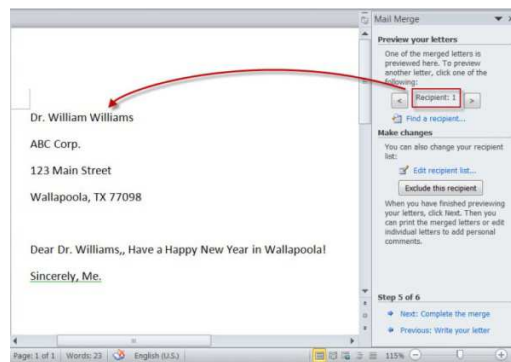 Mail Merge
Preview your letters
One of the merged letters is
previewed here. To preview
another letter, click one of the
following:
< Recipient: 1 >
Find a recipient...
Make changes
You can also change your recipient
list:
Edit recipient list...
Exclude this recipient
When you have finished previewing
your letters, click Next. Then you
can print the merged letters or edit
individual letters to add personal
comments.
Step 5 of 6
Next: Complete the merge
Previous: Write your letter
Dr. William Williams
ABC Corp.
123 Main Street
Wallapoola, TX 77098
Dear Dr. Williams,, Have a Happy New Year in Wallapoola!
Sincerely, Me.
Page: 1 of 1 Words: 23 English (U.S.) 115%